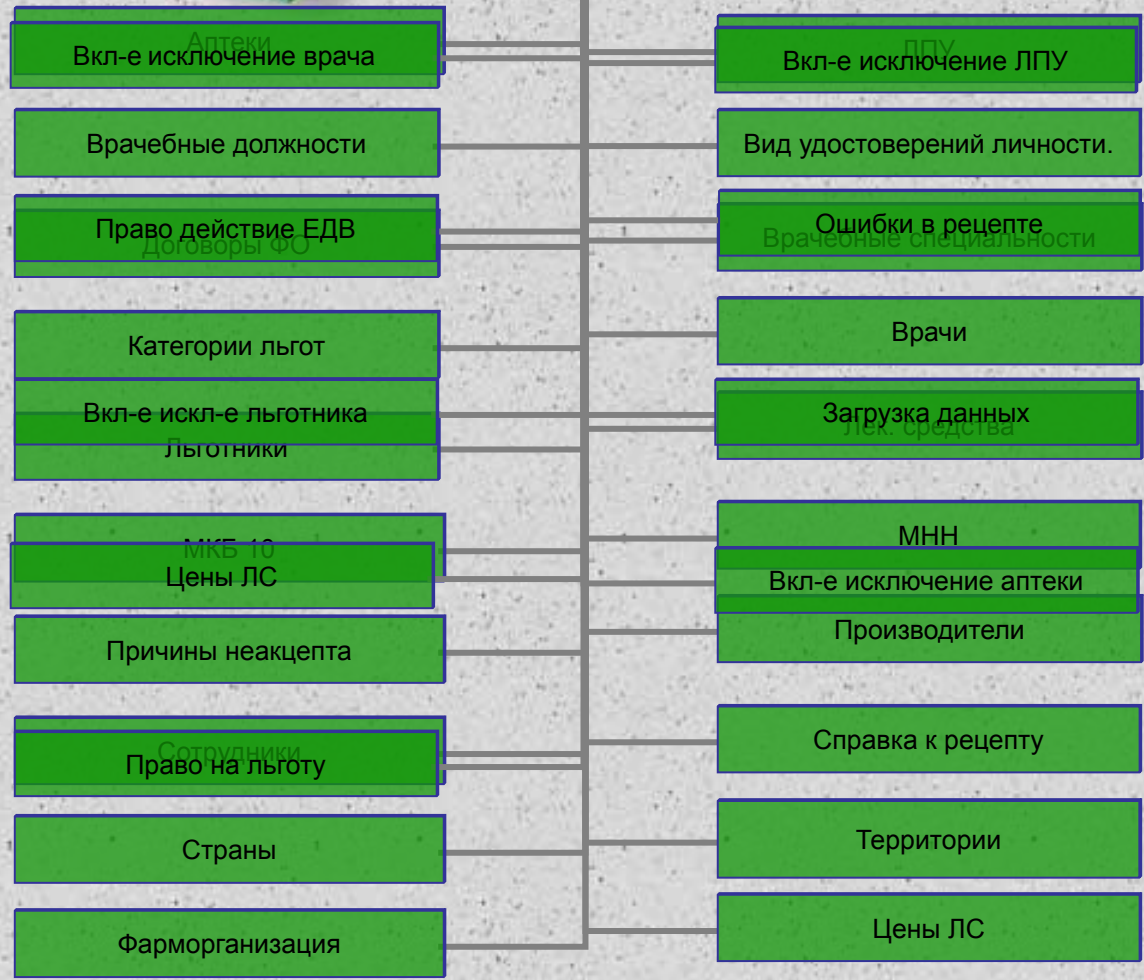 Аптеки
Вкл-е исключение врача
Врачебные должности
Право действие ЕДВ
Договоры ФО
Категории льгот
Вкл-е искл-е льготника
Льготники
МКБ 10
Цены ЛС
Причины неакцепта
Сотрудники
Право на льготу
Страны
Фарморганизация
ЛПУ
Вкл-е исключение ЛПУ
Вид удостоверений личности.
Ошибки в рецепте
Врачебные специальности
Врачи
Загрузка данных
Лек. средства
МНН
Вкл-е исключение аптеки
Производители
Справка к рецепту
Территории
Цены ЛС